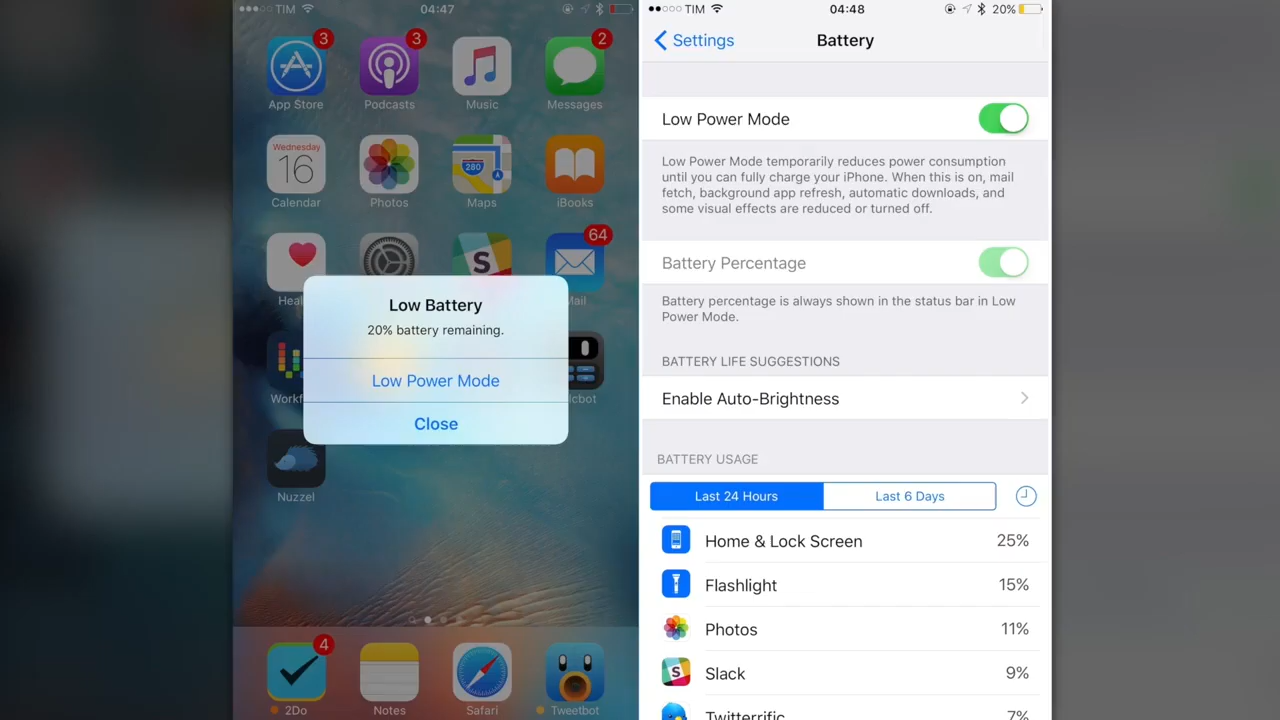 TIM
04:47
3
3
2
App Store
Podcasts
Music
Messages
Wednesday
16
280
Calendar
Photos
Maps
iBooks
S
64
Low Battery
20% battery remaining.
Low Power Mode
Close
0
Nuzzel
4
2Do
Notes
Safari
Tweetbot
TIM
04:48
20%
Settings
Battery
Low Power Mode
Low Power Mode temporarily reduces power consumption
until you can fully charge your iPhone. When this is on, mail
fetch, background app refresh, automatic downloads, and
some visual effects are reduced or turned off.
Battery Percentage
Battery percentage is always shown in the status bar in Low
Power Mode.
BATTERY LIFE SUGGESTIONS
Enable Auto-Brightness
BATTERY USAGE
Last 24 Hours
Last 6 Days
Home & Lock Screen 25%
Flashlight 15%
Photos 11%
S
Slack 9%
Twitterrific 7%